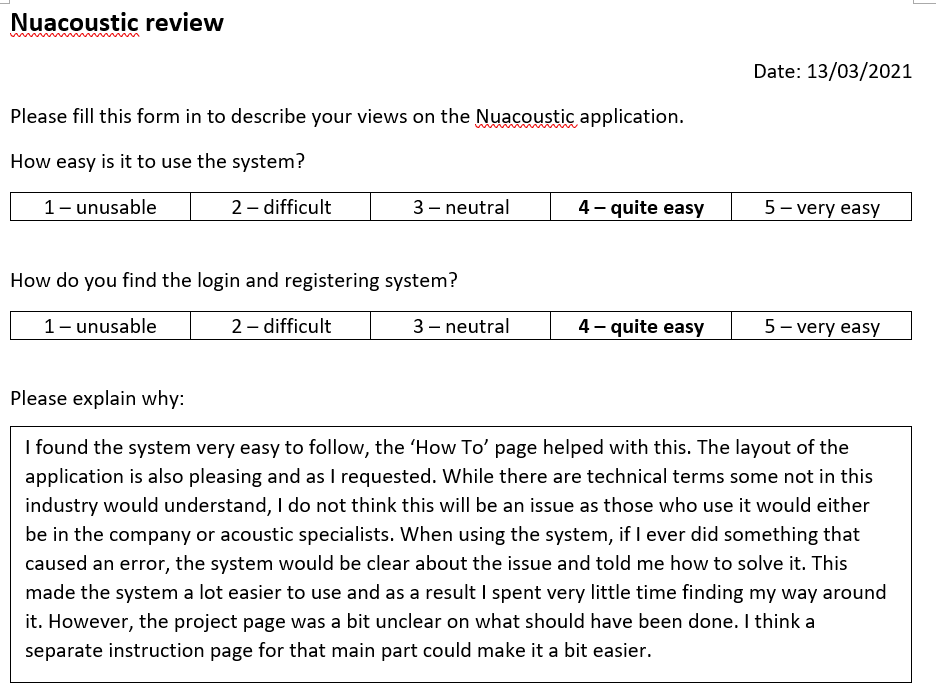 Nuacoustic review
Date: 13/03/2021
Please fill this form in to describe your views on the Nuacoustic application.
How easy is it to use the system?
1 – unusable 2 – difficult 3 – neutral 4 – quite easy 5 – very easy
How do you find the login and registering system?
1 – unusable 2 – difficult 3 – neutral 4 – quite easy 5 – very easy
Please explain why:
I found the system very easy to follow, the ‘How To’ page helped with this. The layout of the
application is also pleasing and as I requested. While there are technical terms some not in this
industry would understand, I do not think this will be an issue as those who use it would either
be in the company or acoustic specialists. When using the system, if I ever did something that
caused an error, the system would be clear about the issue and told me how to solve it. This
made the system a lot easier to use and as a result I spent very little time finding my way around
it. However, the project page was a bit unclear on what should have been done. I think a
separate instruction page for that main part could make it a bit easier.